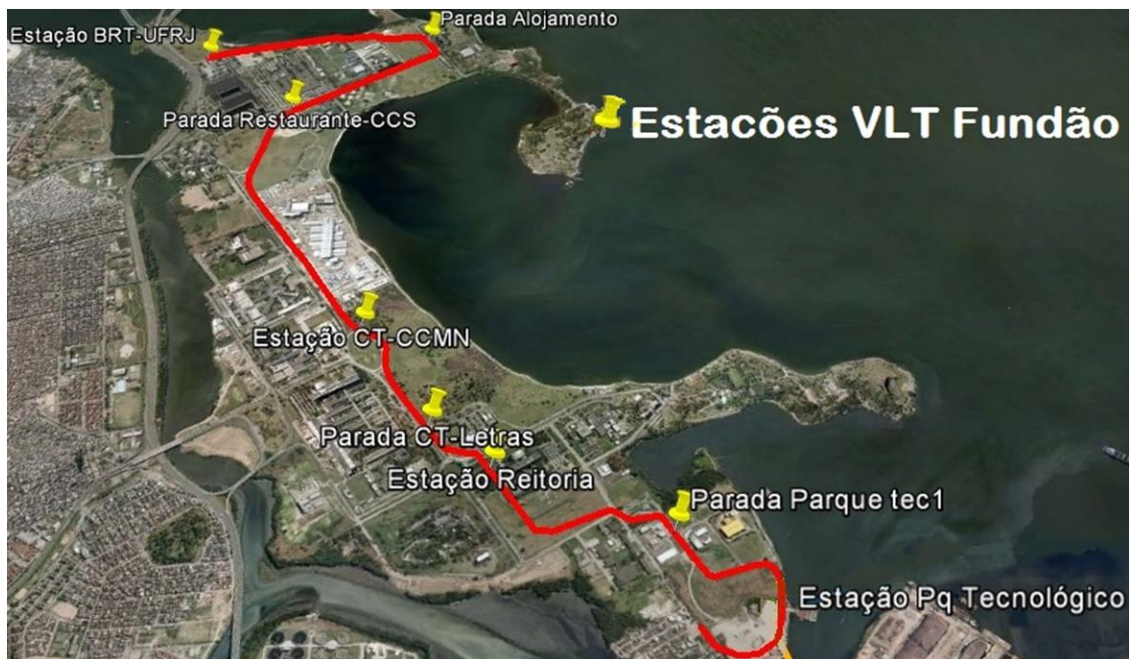 Parada Alojamento
Estação BRT-UFRJ
Parada Restaurante-CCS
Estacões VLT Fundão
Estação CT-CCMN
Parada CT-Letras
Estação Reitoria
Parada Parque tec1
Estação Pq Tecnológico